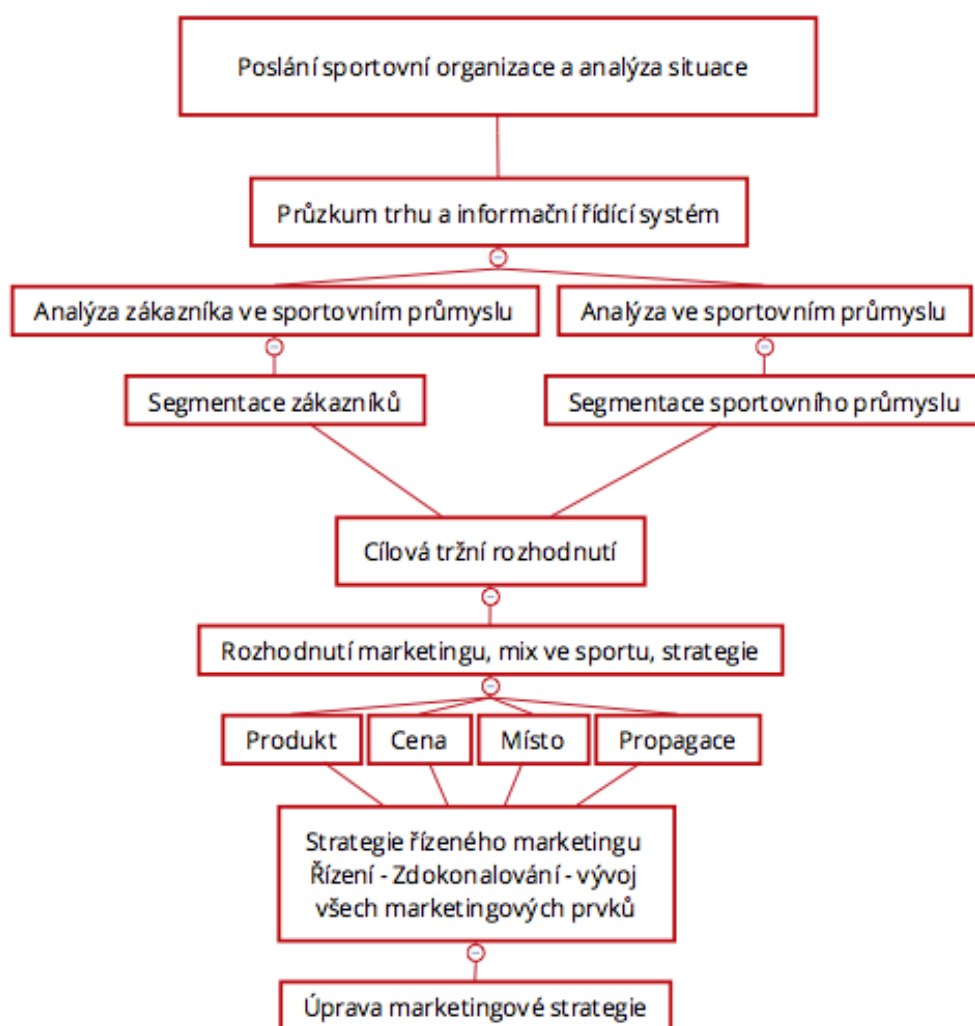 Poslání sportovní organizace a analýza situace
Průzkum trhu a informační řídící systém
Analýza zákazníka ve sportovním průmyslu
Analýza ve sportovním průmyslu
Segmentace zákazníků
Segmentace sportovního průmyslu
Cílová tržní rozhodnutí
Rozhodnutí marketingu, mix ve sportu, strategie
Produkt
Cena
Místo
Propagace
Strategie řízeného marketingu
Řízení - Zdokonalování - vývoj
všech marketingových prvků
Úprava marketingové strategie